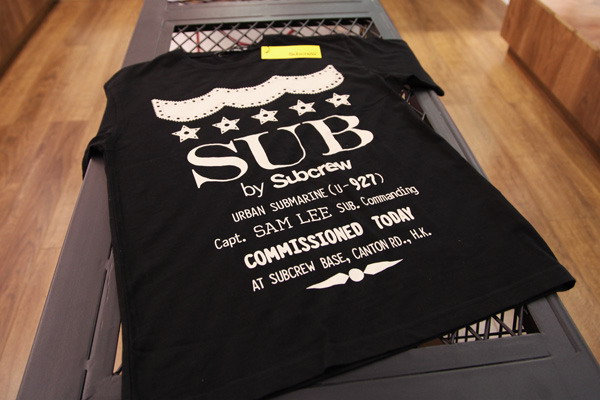 SUB
by Subcrew
URBAN SUBMARINE (U-927)
Capt. SAM LEE SUB. Commanding
COMMISSIONED TODAY
AT SUBCREW BASE, CANTON RD., H.K.